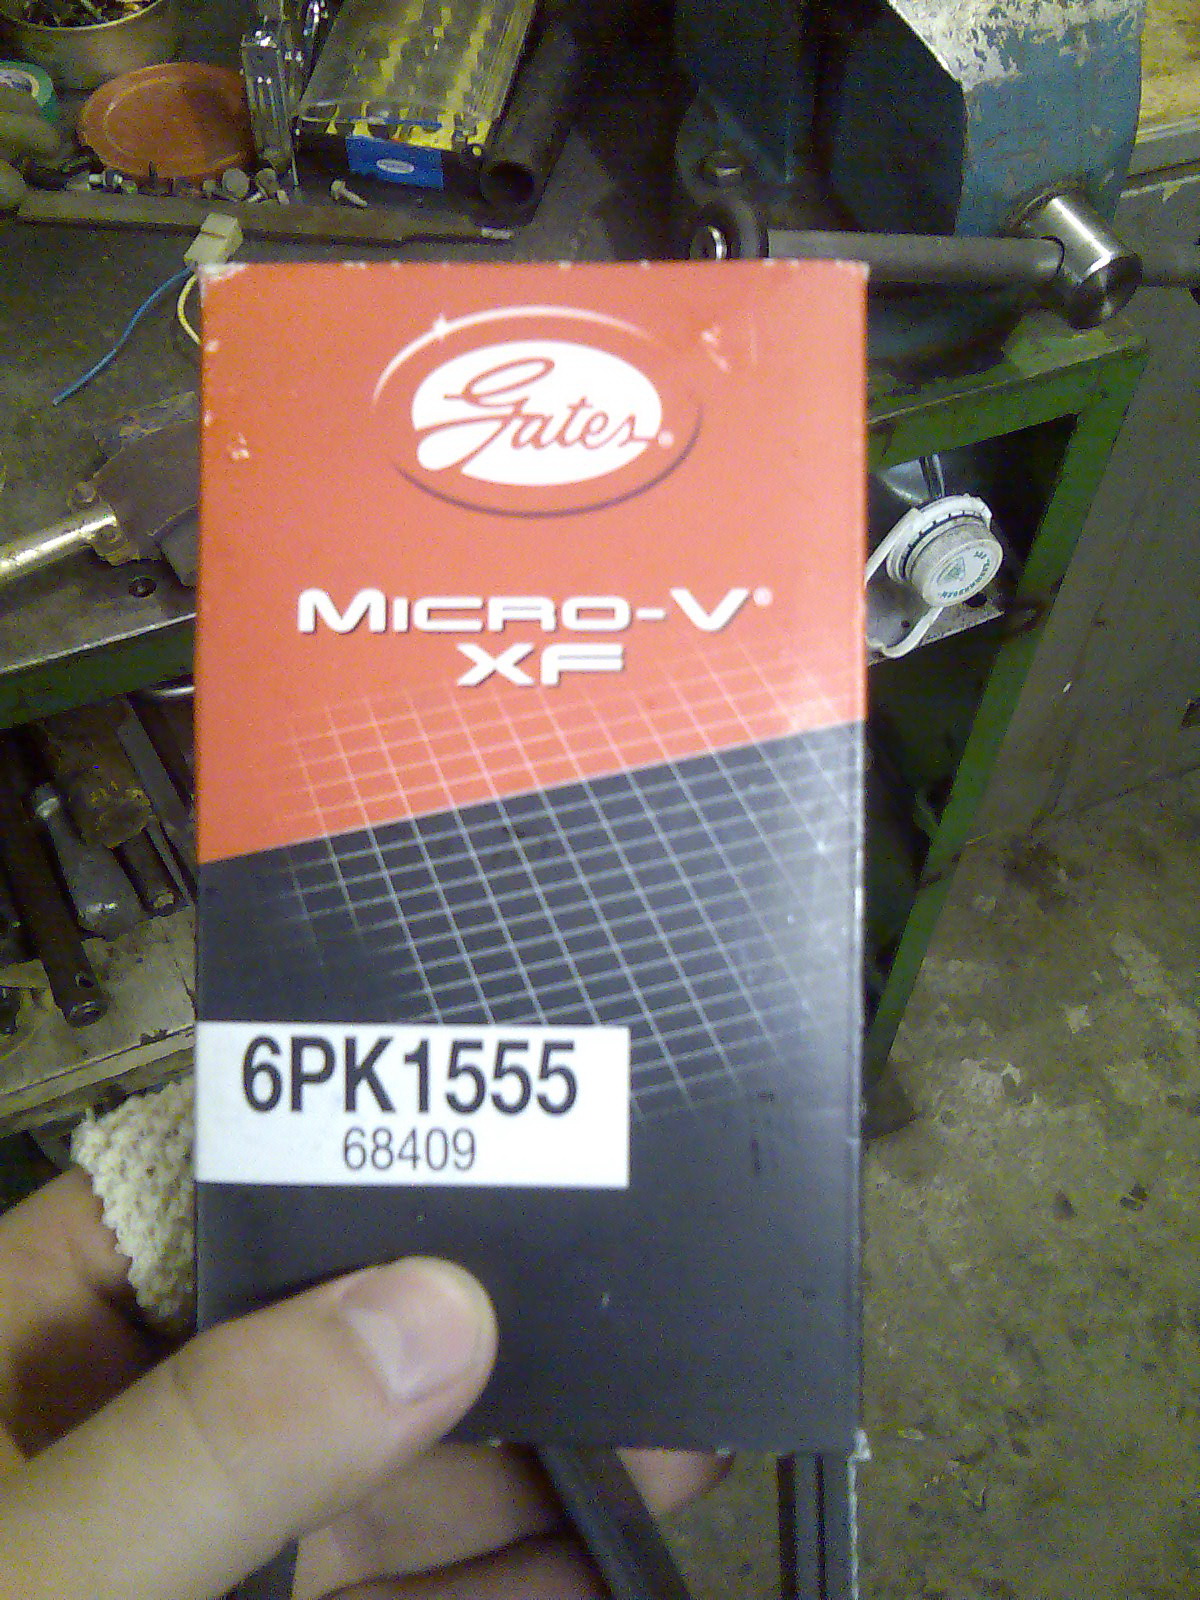 Gates®
MICRO-V®
XF
6PK1555
68409